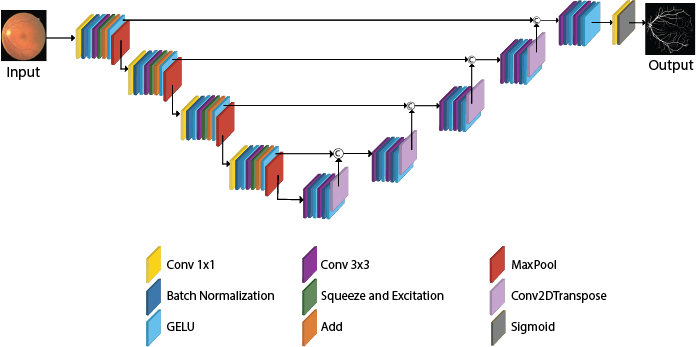 Input
Output
C
C
C
C
Conv 1x1
Conv 3x3
MaxPool
Batch Normalization
Squeeze and Excitation
Conv2DTranspose
GELU
Add
Sigmoid